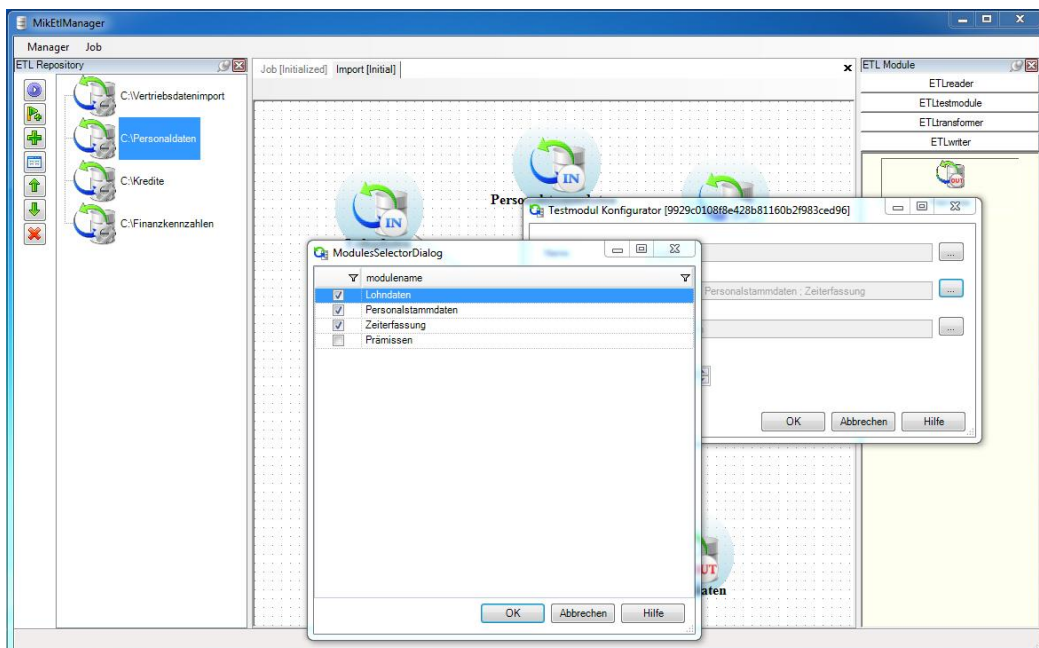 MikEtlManager
Manager Job
ETL Repository
C:\Vertriebsdatenimport
C:\Personaldaten
C:\Kredite
C:\Finanzkennzahlen
Job [Initialized] Import [Initial]
IN
IN
ETL Module
ETLreader
ETLtestmodule
ETLtransformer
ETLwriter
OUT
Testmodul Konfigurator [9929c0108f8e428b81160b2f983ced96]
...
Personalstammdaten ; Zeiterfassung
...
...
OK Abbrechen Hilfe
ModulesSelectorDialog
modulename
Lohndaten
Personalstammdaten
Zeiterfassung
Prämissen
OK Abbrechen Hilfe